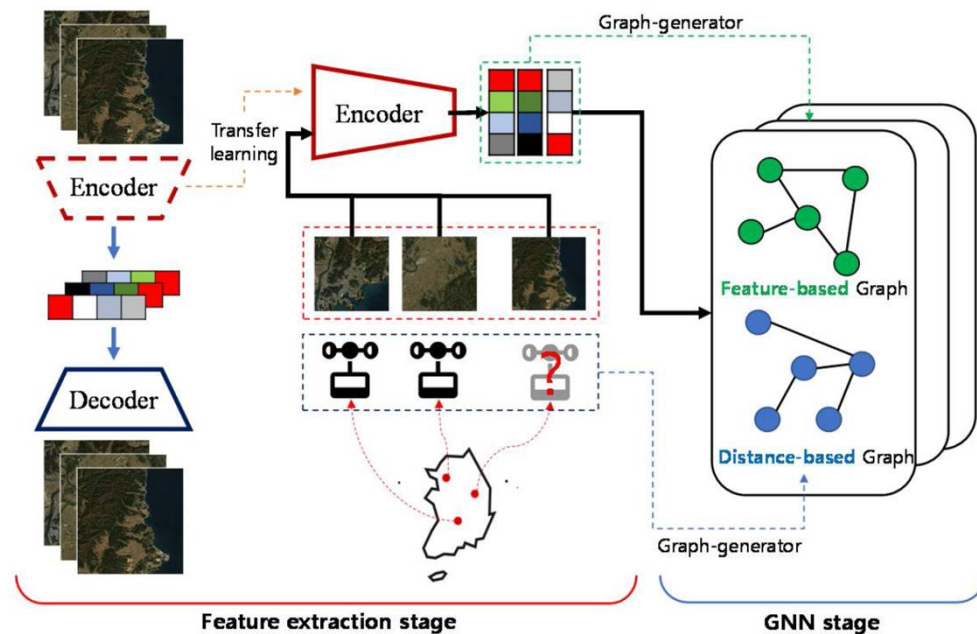 Graph-generator
Encoder
Transfer
learning
Encoder
Feature-based Graph
?
Decoder
Distance-based Graph
Graph-generator
Feature extraction stage
GNN stage